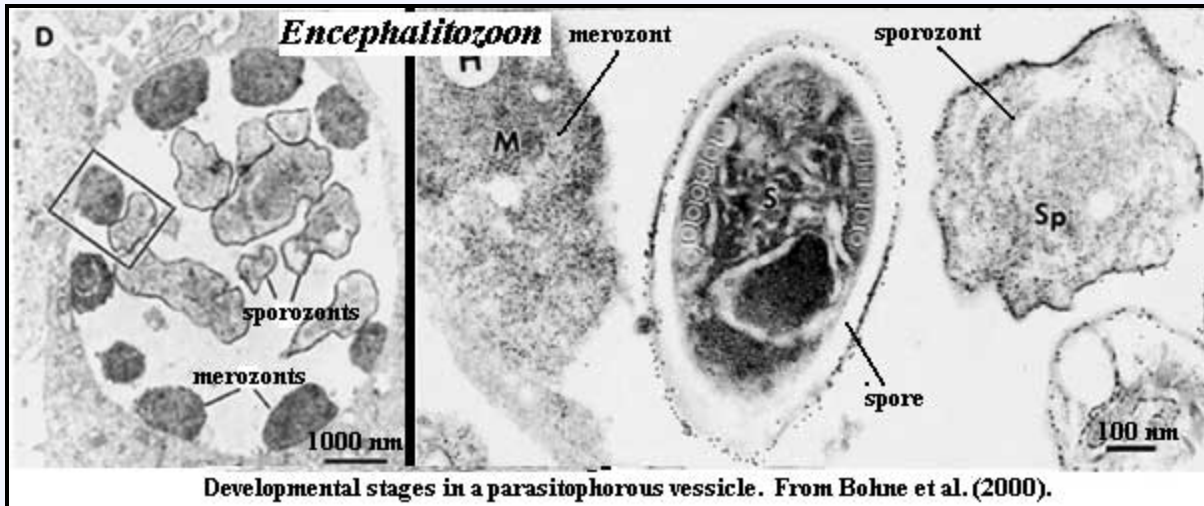 D
Encephalitozoon
sporozonts
merozonts
1000 nm
H
merozont
M
S
spore
sporozont
Sp
100 nm
Developmental stages in a parasitophorous vessicle. From Bohne et al. (2000).